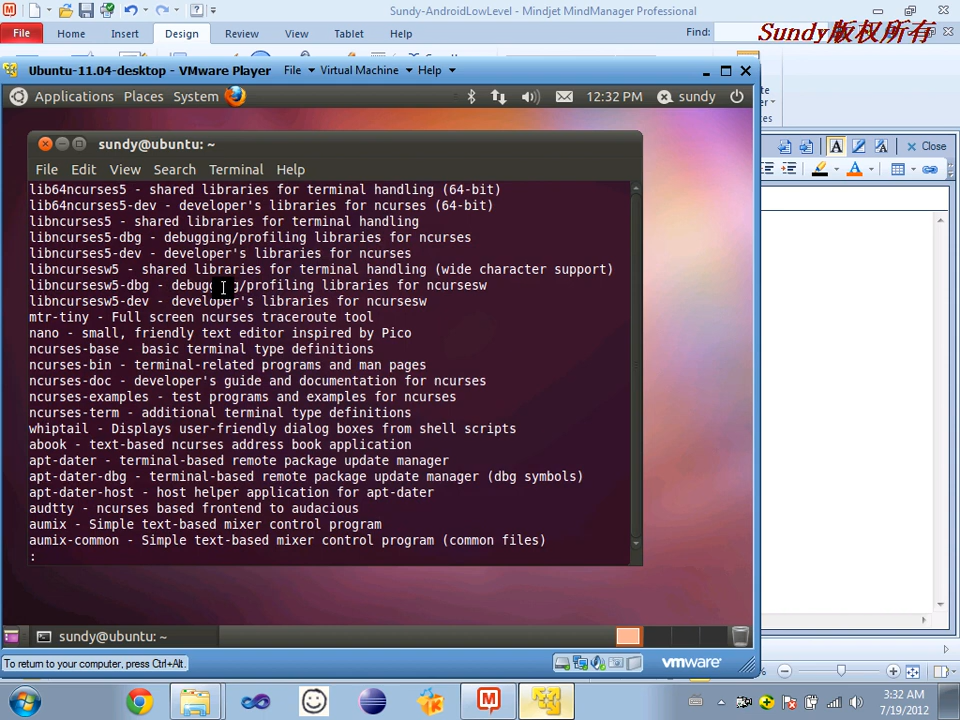 Sundy-AndroidLowLevel - Mindjet MindManager Professional
File Home Insert Design Review View Tablet Help Find:
Sundy版权所有
Ubuntu-11.04-desktop - VMware Player File Virtual Machine Help
Applications Places System 12:32 PM sundy
sundy@ubuntu: ~
Close
File Edit View Search Terminal Help
lib64ncurses5 - shared libraries for terminal handling (64-bit)
lib64ncurses5-dev - developer's libraries for ncurses (64-bit)
libncurses5 - shared libraries for terminal handling
libncurses5-dbg - debugging/profiling libraries for ncurses
libncurses5-dev - developer's libraries for ncurses
libncursesw5 - shared libraries for terminal handling (wide character support)
libncursesw5-dbg - debugging/profiling libraries for ncursesw
libncursesw5-dev - developer's libraries for ncursesw
mtr-tiny - Full screen ncurses traceroute tool
nano - small, friendly text editor inspired by Pico
ncurses-base - basic terminal type definitions
ncurses-bin - terminal-related programs and man pages
ncurses-doc - developer's guide and documentation for ncurses
ncurses-examples - test programs and examples for ncurses
ncurses-term - additional terminal type definitions
whiptail - Displays user-friendly dialog boxes from shell scripts
abook - text-based ncurses address book application
apt-dater - terminal-based remote package update manager
apt-dater-dbg - terminal-based remote package update manager (dbg symbols)
apt-dater-host - host helper application for apt-dater
audtty - ncurses based frontend to audacious
aumix - Simple text-based mixer control program
aumix-common - Simple text-based mixer control program (common files)
:
sundy@ubuntu: ~
To return to your computer, press Ctrl+Alt.
vmware
3:32 AM
7/19/2012